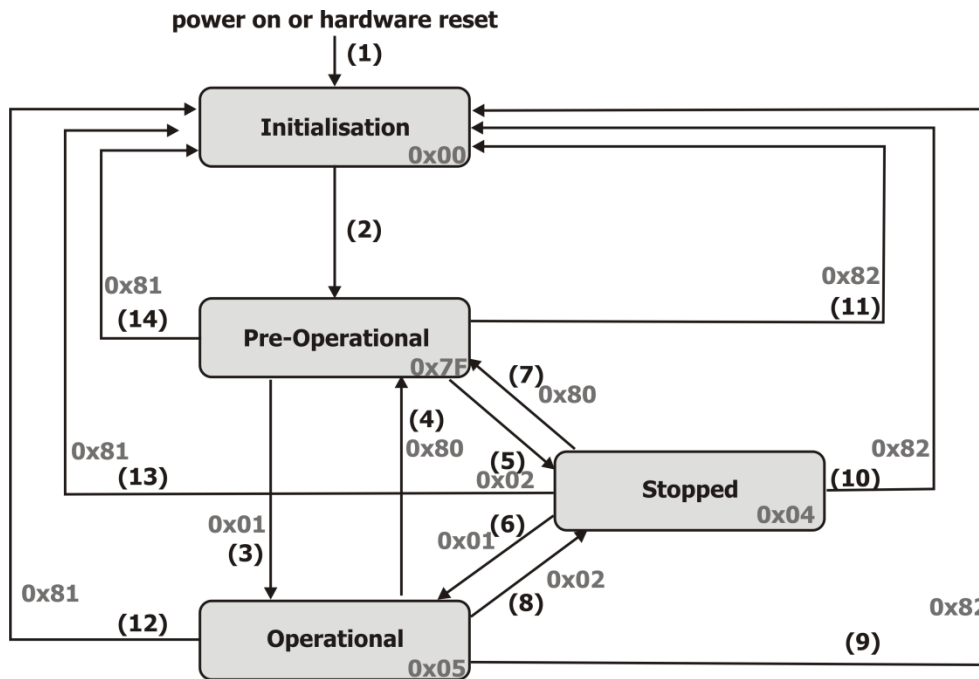 power on or hardware reset
(1)
Initialisation
0x00
(2)
0x81
0x82
(14)
(11)
Pre-Operational
0x7F
(7)
0x80
(4)
0x80
(5)
0x02
0x81
(13)
0x82
(10)
Stopped
0x04
0x01
(3)
(6)
0x01
0x02
(8)
0x81
(12)
0x82
(9)
Operational
0x05